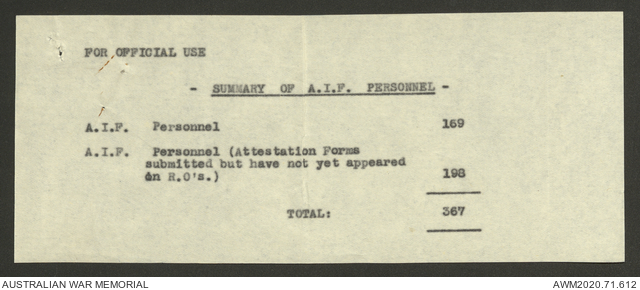 FOR OFFICIAL USE
- SUMMARY OF A.I.F. PERSONNEL -
A.I.F. Personnel 169
A.I.F. Personnel (Attestation Forms
submitted but have not yet appeared
on R.O's.) 198
TOTAL: 367
AUSTRALIAN WAR MEMORIAL AWM2020.71.612